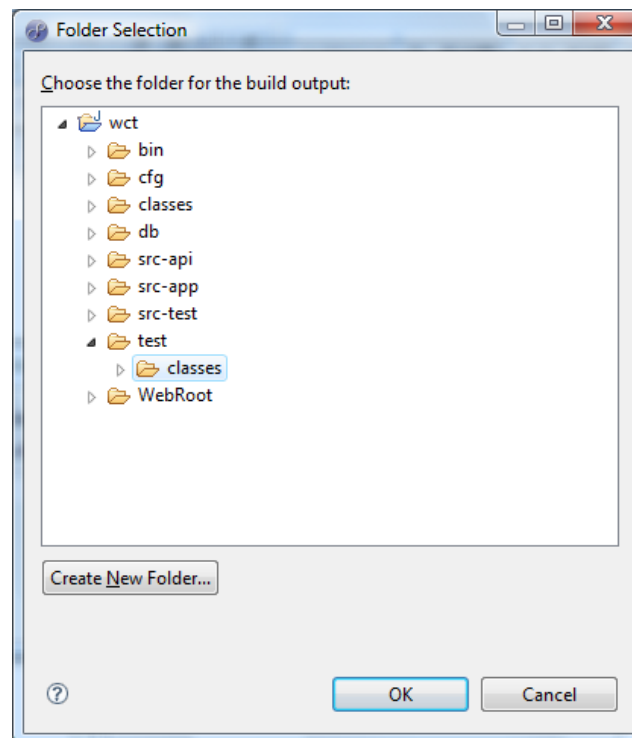 Folder Selection
Choose the folder for the build output:
wct
bin
cfg
classes
db
src-api
src-app
src-test
test
classes
WebRoot
Create New Folder...
? OK Cancel